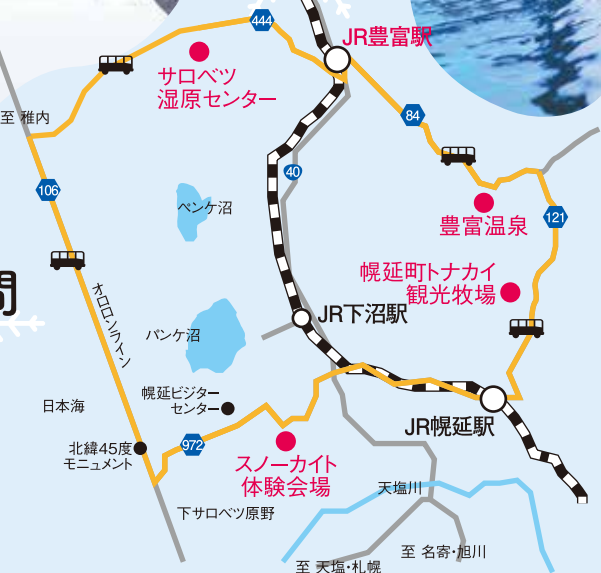 444
JR豊富駅
サロベツ
湿原センター
至 稚内
84
40
106
ペンケ沼
豊富温泉
121
幌延町トナカイ
観光牧場
間
オロロンライン
JR下沼駅
パンケ沼
幌延ビジター
センター
日本海
JR幌延駅
972
北緯45度
モニュメント
スノーカイト
体験会場
天塩川
下サロベツ原野
至 名寄・旭川
至 天塩・札幌